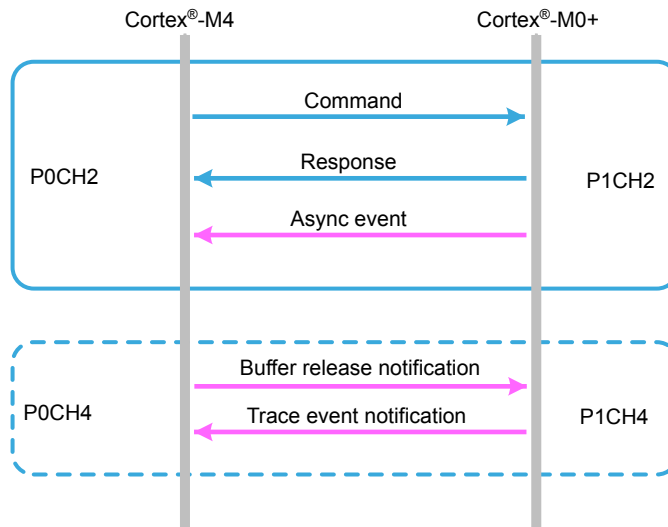 Cortex®-M4
Cortex®-M0+
Command
Response
P0CH2
P1CH2
Async event
Buffer release notification
P0CH4
Trace event notification
P1CH4